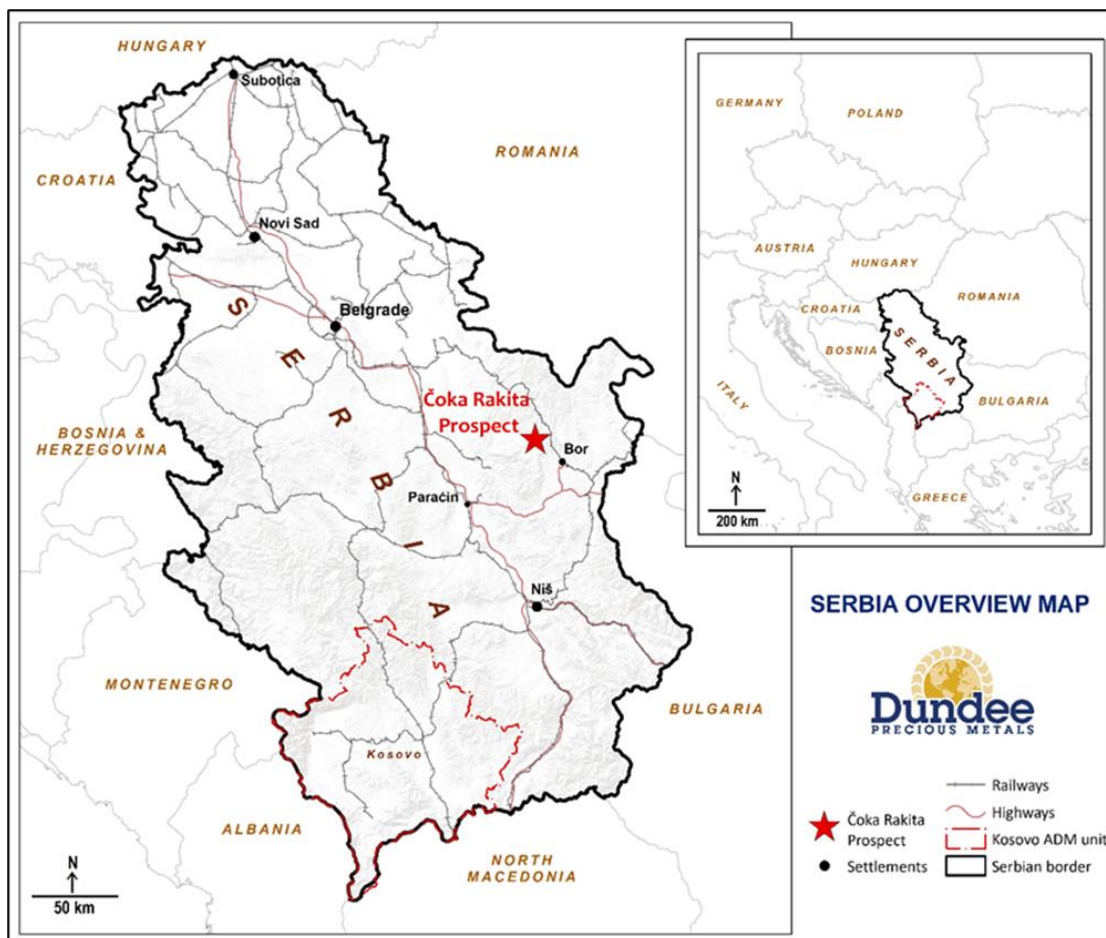 HUNGARY
Subotica
ROMANIA
CROATIA
Novi Sad
Belgrade
SERBIA
Čoka Rakita
Prospect
Bor
BOSNIA &
HERZEGOVINA
Paraćin
Niš
MONTENEGRO
BULGARIA
Kosovo
ALBANIA
NORTH
MACEDONIA
N
50 km
GERMANY
POLAND
AUSTRIA
HUNGARY
CROATIA
ROMANIA
BOSNIA
SERBIA
ITALY
BULGARIA
GREECE
N
200 km
SERBIA OVERVIEW MAP
Dundee
PRECIOUS METALS
Čoka Rakita
Prospect
Settlements
Railways
Highways
Kosovo ADM unit
Serbian border